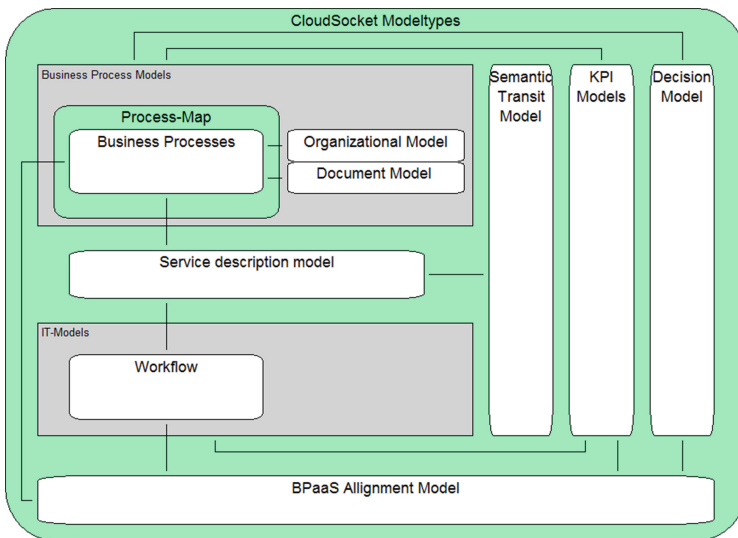 CloudSocket Modeltypes
Business Process Models
Process-Map
Business Processes
Organizational Model
Document Model
Semantic
Transit
Model
KPI
Models
Decision
Model
Service description model
IT-Models
Workflow
BPaaS Allignment Model